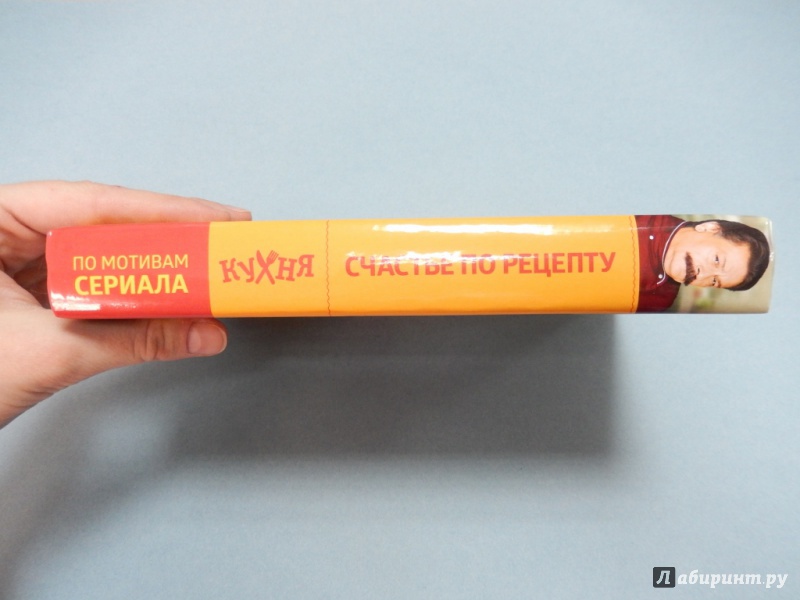 ПО МОТИВАМ
СЕРИАЛА
КУХНЯ
СЧАСТЬЕ ПО РЕЦЕПТУ
Лабиринт.ру